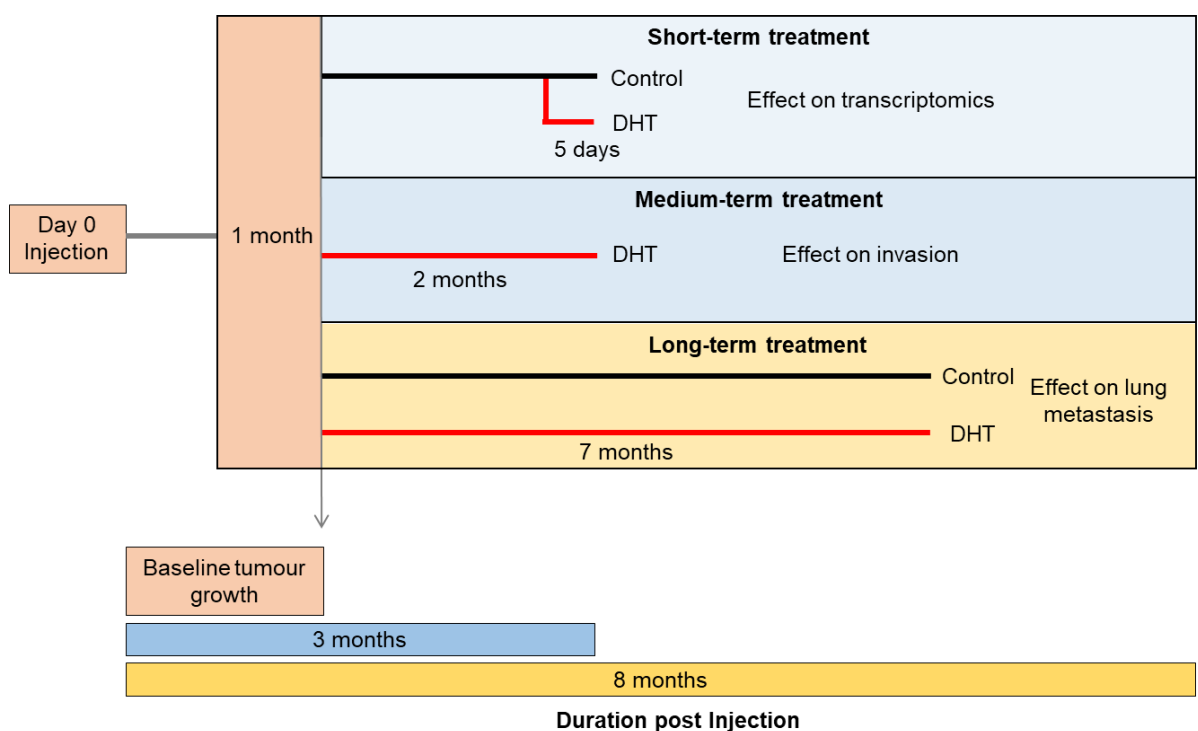 Short-term treatment
Control
Effect on transcriptomics
DHT
5 days
Medium-term treatment
Day 0
Injection
1 month
DHT
Effect on invasion
2 months
Long-term treatment
Control
Effect on lung
metastasis
DHT
7 months
Baseline tumour
growth
3 months
8 months
Duration post Injection